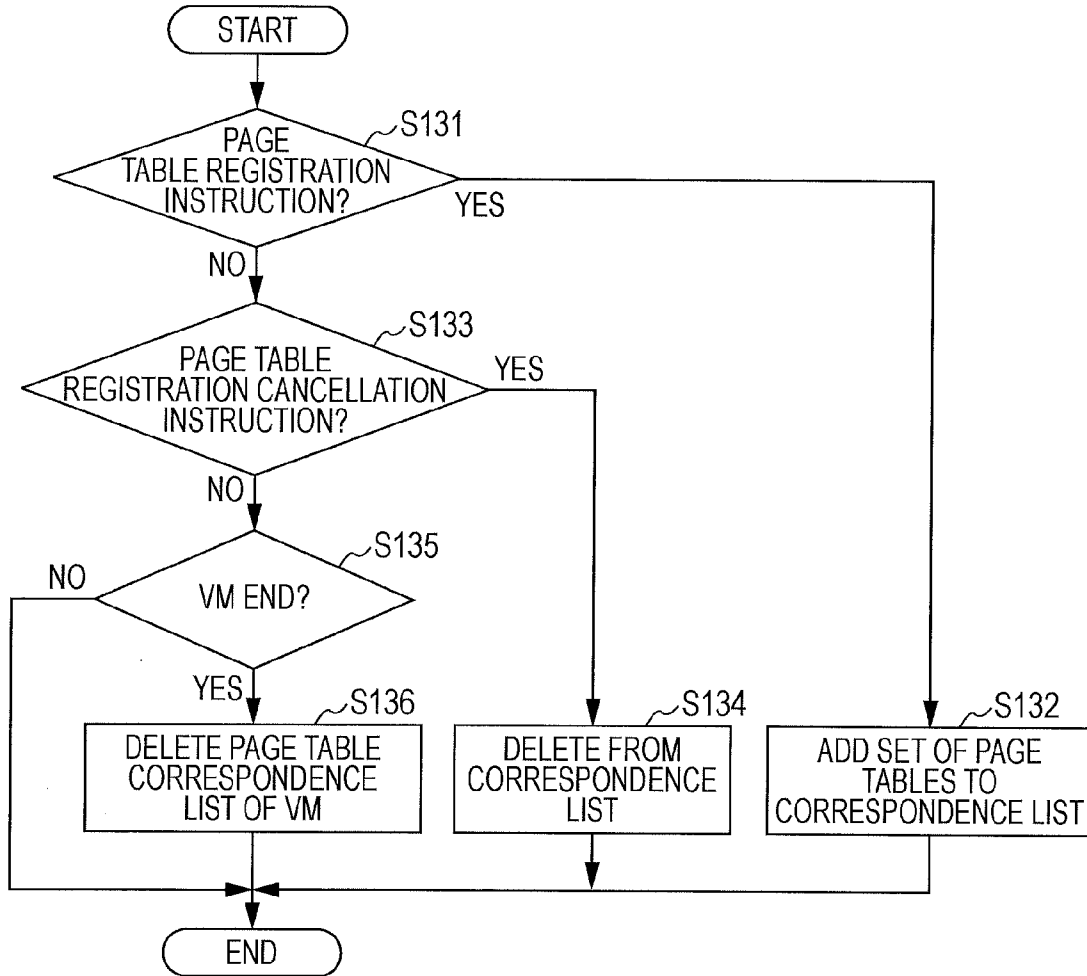 START
S131
PAGE
TABLE REGISTRATION
INSTRUCTION?
YES
NO
S133
PAGE TABLE
REGISTRATION CANCELLATION
INSTRUCTION?
YES
NO
S135
NO
VM END?
YES
S136
DELETE PAGE TABLE
CORRESPONDENCE
LIST OF VM
S134
DELETE FROM
CORRESPONDENCE
LIST
S132
ADD SET OF PAGE
TABLES TO
CORRESPONDENCE LIST
END